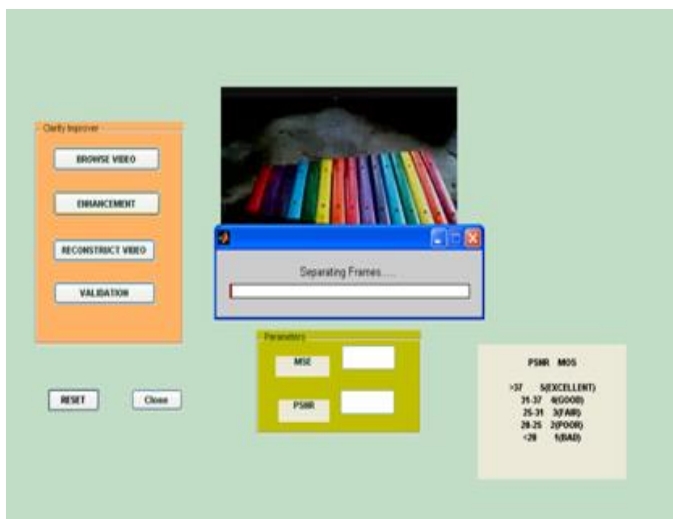 Clarity Improver
BROWSE VIDEO
ENHANCEMENT
RECONSTRUCT VIDEO
VALIDATION
RESET
Close
Separating Frames.....
Parameters
MSE
PSNR
PSNR MOS
>37 5(EXCELLENT)
31-37 4(GOOD)
25-31 3(FAIR)
20-25 2(POOR)
<20 1(BAD)